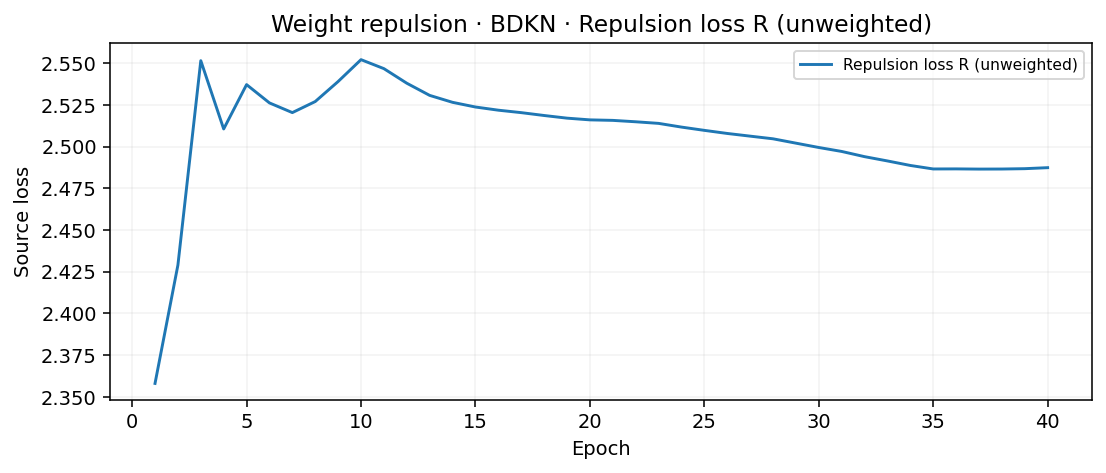 Weight repulsion · BDKN · Repulsion loss R (unweighted)
Repulsion loss R (unweighted)
Source loss
2.550
2.525
2.500
2.475
2.450
2.425
2.400
2.375
2.350
0 5 10 15 20 25 30 35 40
Epoch